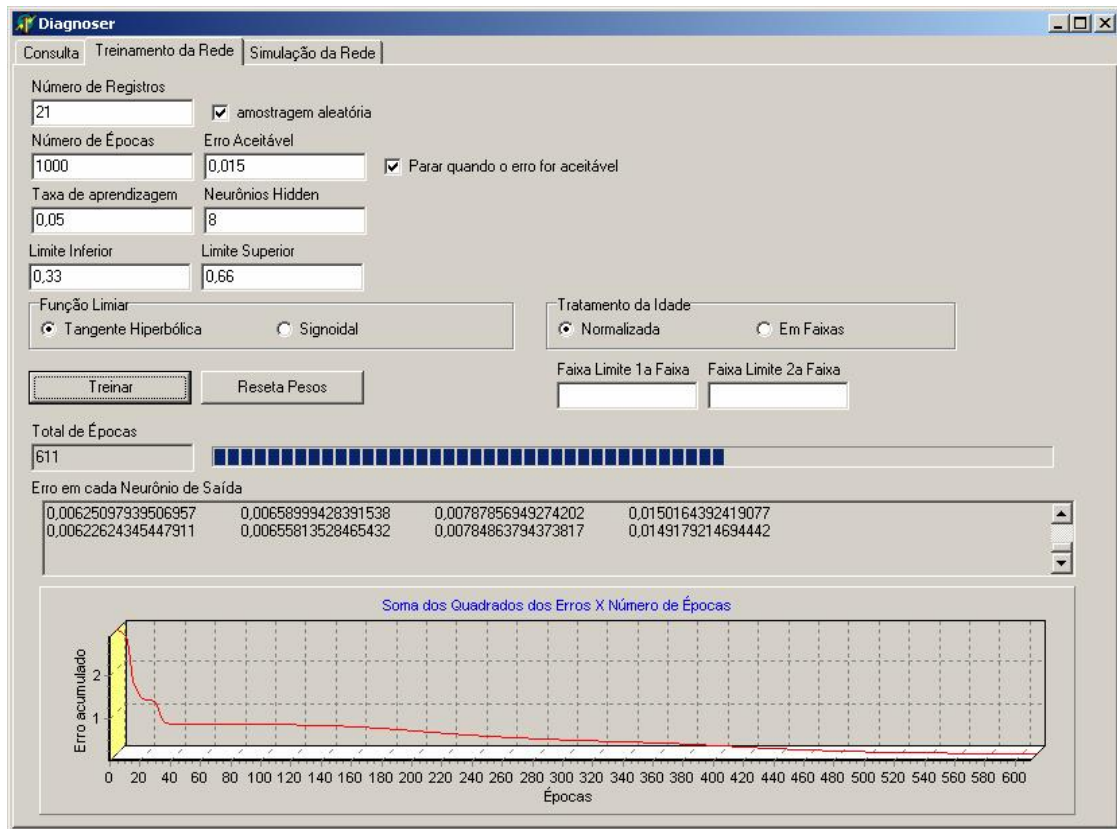 Diagnoser
Consulta Treinamento da Rede Simulação da Rede
Número de Registros
21 amostragem aleatória
Número de Épocas Erro Aceitável
1000 0,015 Parar quando o erro for aceitável
Taxa de aprendizagem Neurônios Hidden
0,05 8
Limite Inferior Limite Superior
0,33 0,66
Função Limiar Tratamento da Idade
Tangente Hiperbólica Signoidal Normalizada Em Faixas
Faixa Limite 1a Faixa Faixa Limite 2a Faixa
Treinar Reseta Pesos
Total de Épocas
611
Erro em cada Neurônio de Saída
0,00625097939506957 0,00658999428391538 0,00787856949274202 0,0150164392419077
0,00622624345447911 0,00655813528465432 0,00784863794373817 0,0149179214694442
Soma dos Quadrados dos Erros X Número de Épocas
Erro acumulado
2
1
0 20 40 60 80 100 120 140 160 180 200 220 240 260 280 300 320 340 360 380 400 420 440 460 480 500 520 540 560 580 600
Épocas